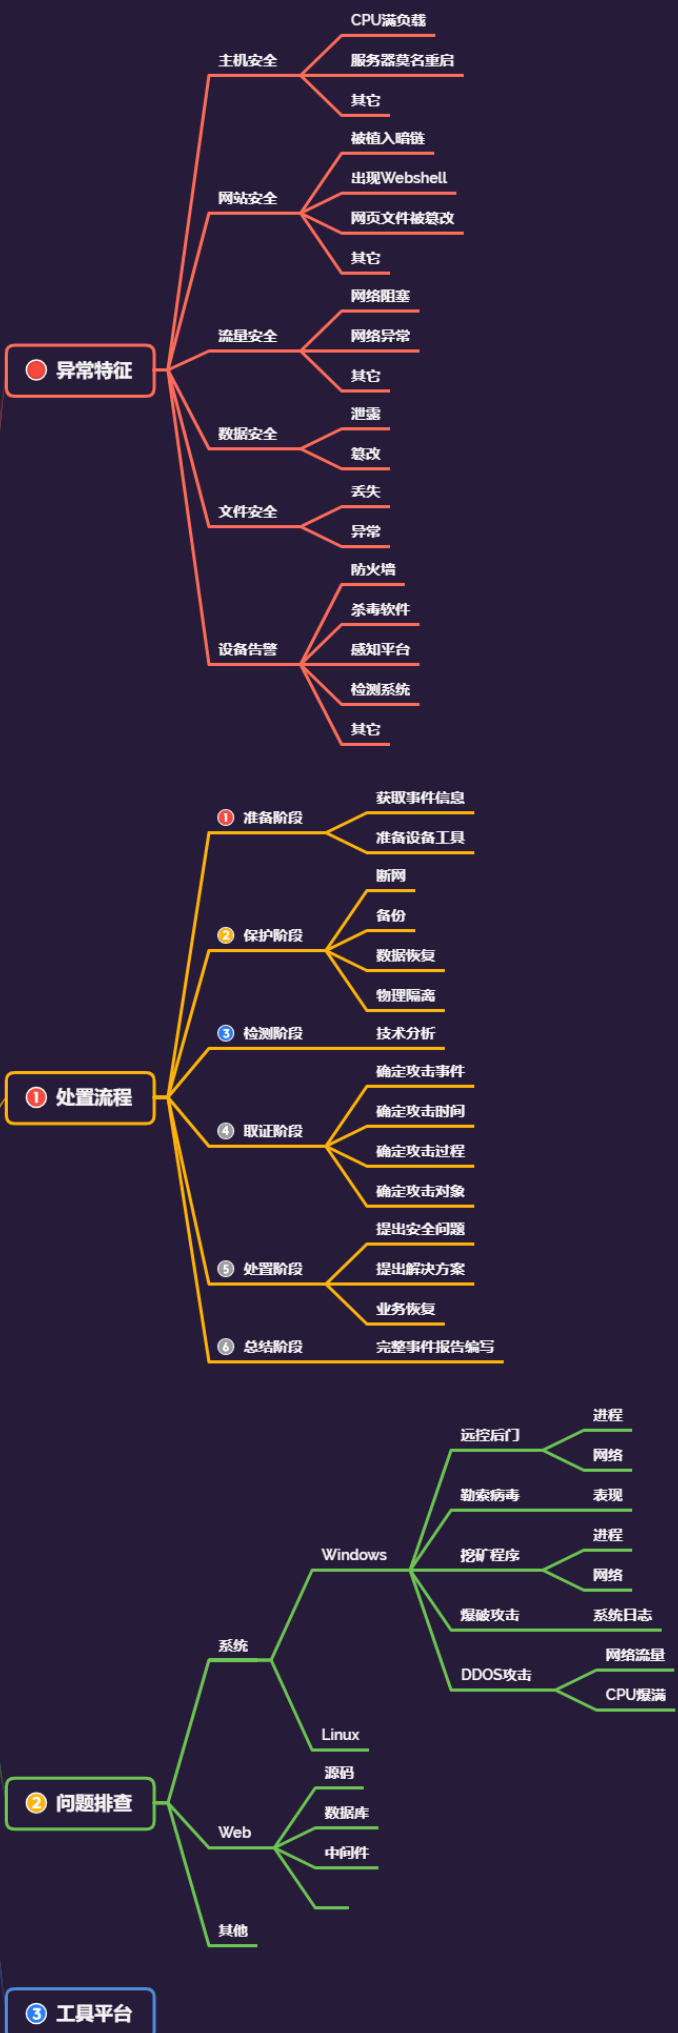 异常特征
主机安全
CPU满负载
服务器莫名重启
其它
网站安全
被植入暗链
出现Webshell
网页文件被篡改
其它
流量安全
网络阻塞
网络异常
其它
数据安全
泄露
篡改
文件安全
丢失
异常
设备告警
防火墙
杀毒软件
感知平台
检测系统
其它
1 处置流程
1 准备阶段
获取事件信息
准备设备工具
2 保护阶段
断网
备份
数据恢复
物理隔离
3 检测阶段
技术分析
4 取证阶段
确定攻击事件
确定攻击时间
确定攻击过程
确定攻击对象
5 处置阶段
提出安全问题
提出解决方案
业务恢复
6 总结阶段
完整事件报告编写
2 问题排查
系统
Windows
远控后门
进程
网络
勒索病毒
表现
挖矿程序
进程
网络
爆破攻击
系统日志
DDOS攻击
网络流量
CPU爆满
Linux
Web
源码
数据库
中间件
其他
3 工具平台